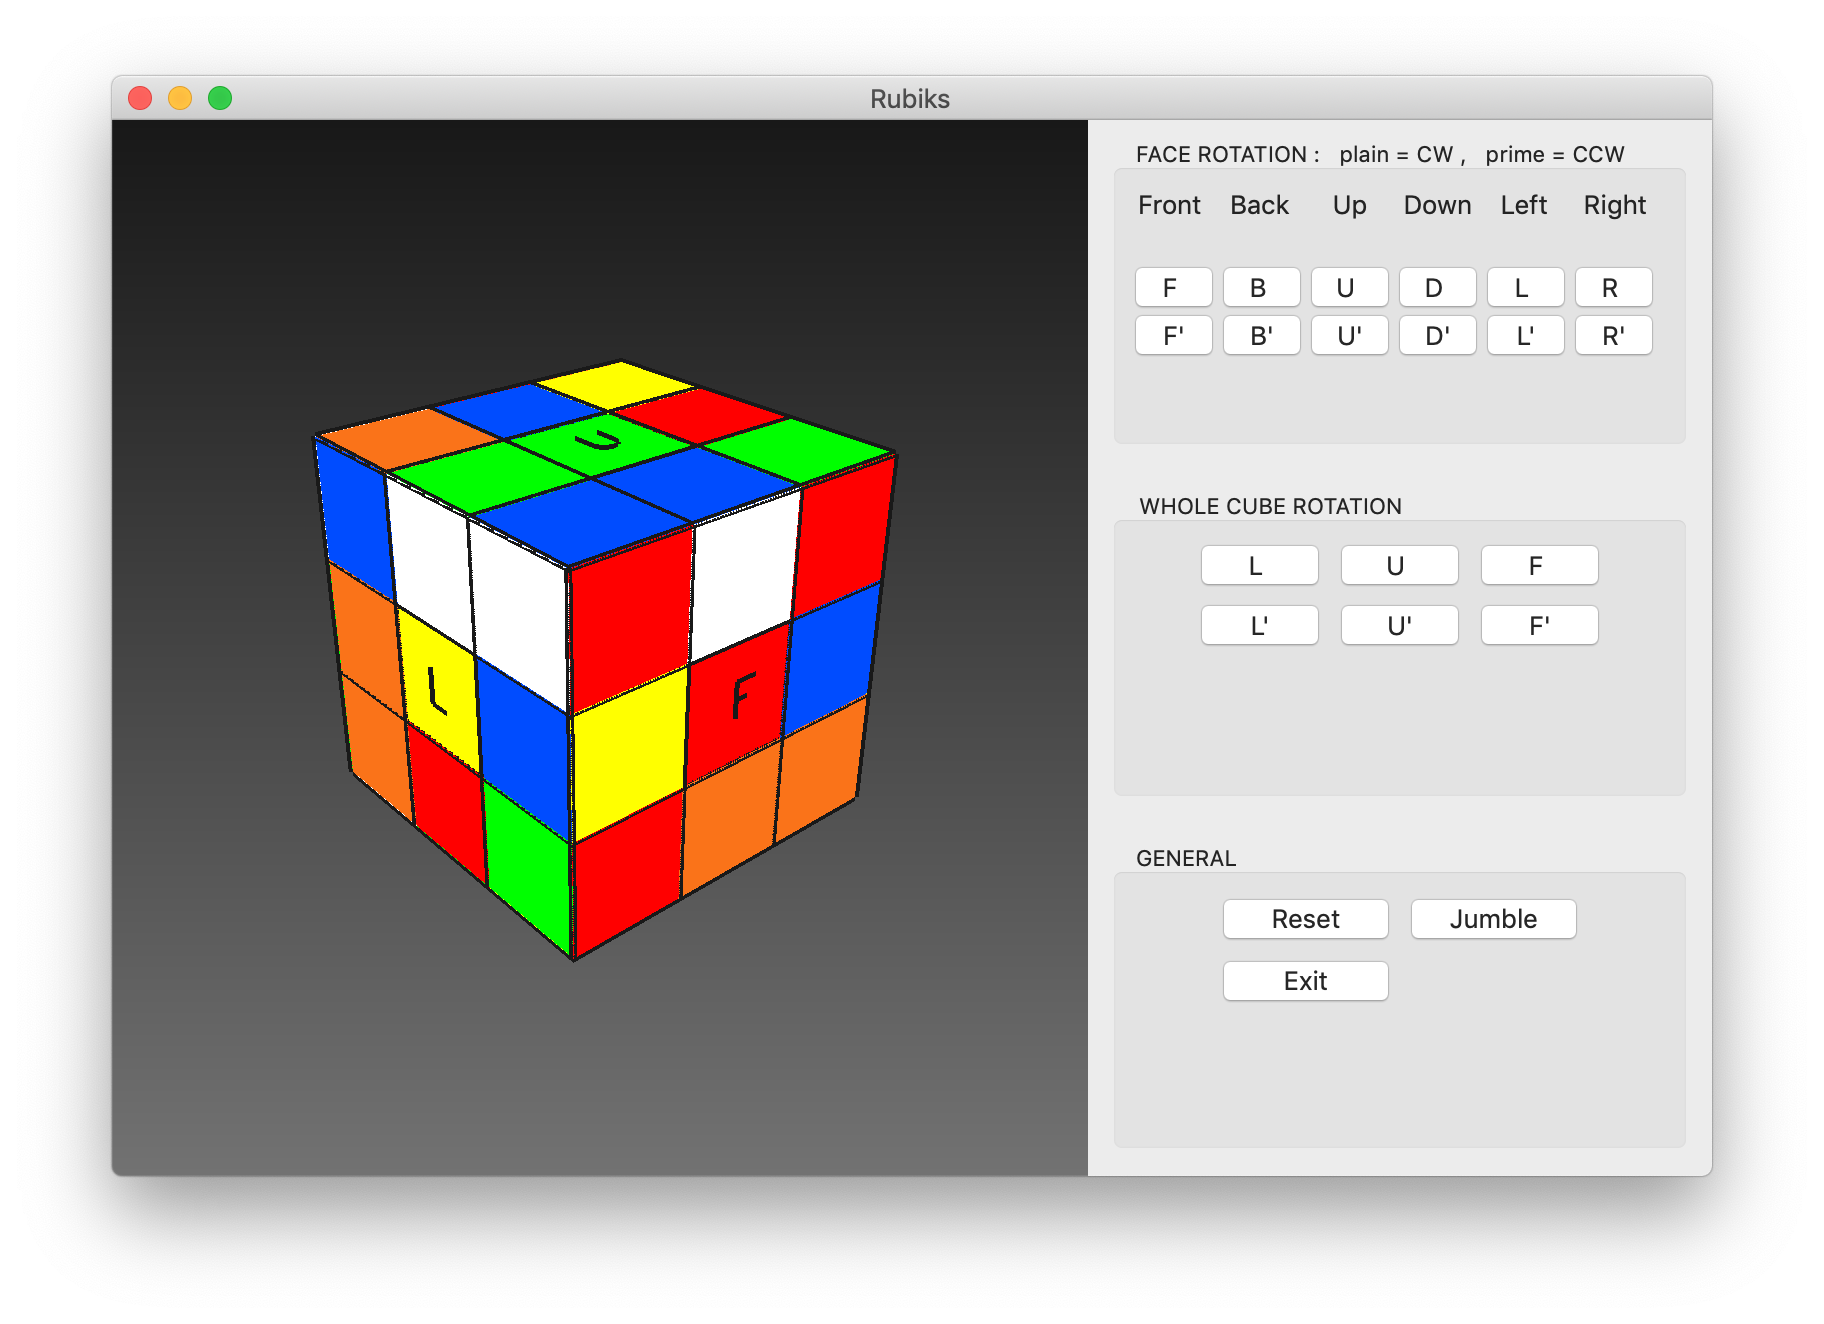 Rubiks
FACE ROTATION : plain = CW , prime = CCW
Front Back Up Down Left Right
F B U D L R
F' B' U' D' L' R'
U
L
F
WHOLE CUBE ROTATION
L U F
L' U' F'
GENERAL
Reset Jumble
Exit